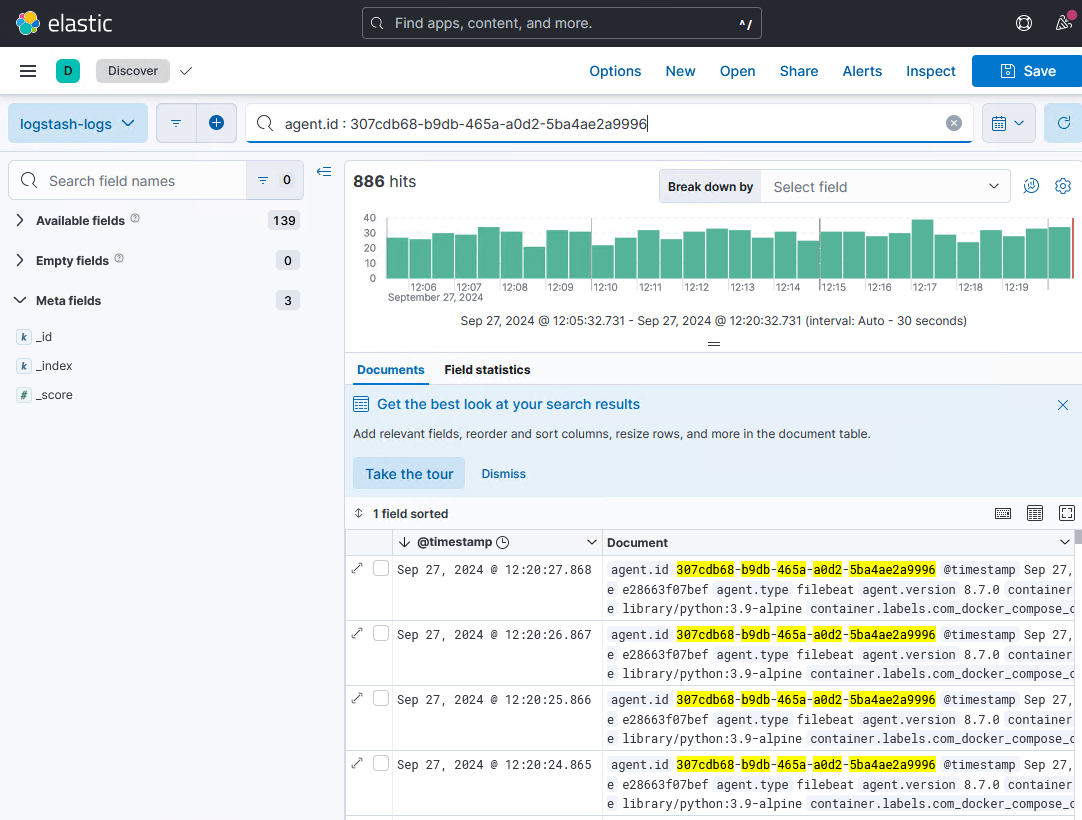 elastic
Find apps, content, and more.
^/
D
Discover
Options
New
Open
Share
Alerts
Inspect
Save
logstash-logs
agent.id : 307cdb68-b9db-465a-a0d2-5ba4ae2a9996
Search field names
0
Available fields
139
Empty fields
0
Meta fields
3
k _id
k _index
# _score
886 hits
Break down by
Select field
40
30
20
10
0
12:06 12:07 12:08 12:09 12:10 12:11 12:12 12:13 12:14 12:15 12:16 12:17 12:18 12:19
September 27, 2024
Sep 27, 2024 @ 12:05:32.731 - Sep 27, 2024 @ 12:20:32.731 (interval: Auto - 30 seconds)
Documents
Field statistics
Get the best look at your search results
Add relevant fields, reorder and sort columns, resize rows, and more in the document table.
Take the tour
Dismiss
1 field sorted
@timestamp
Document
Sep 27, 2024 @ 12:20:27.868
agent.id 307cdb68-b9db-465a-a0d2-5ba4ae2a9996 @timestamp Sep 27,
e e28663f07bef agent.type filebeat agent.version 8.7.0 container
e library/python:3.9-alpine container.labels.com_docker_compose_c
Sep 27, 2024 @ 12:20:26.867
agent.id 307cdb68-b9db-465a-a0d2-5ba4ae2a9996 @timestamp Sep 27,
e e28663f07bef agent.type filebeat agent.version 8.7.0 container
e library/python:3.9-alpine container.labels.com_docker_compose_c
Sep 27, 2024 @ 12:20:25.866
agent.id 307cdb68-b9db-465a-a0d2-5ba4ae2a9996 @timestamp Sep 27,
e e28663f07bef agent.type filebeat agent.version 8.7.0 container
e library/python:3.9-alpine container.labels.com_docker_compose_c
Sep 27, 2024 @ 12:20:24.865
agent.id 307cdb68-b9db-465a-a0d2-5ba4ae2a9996 @timestamp Sep 27,
e e28663f07bef agent.type filebeat agent.version 8.7.0 container
e library/python:3.9-alpine container.labels.com_docker_compose_c